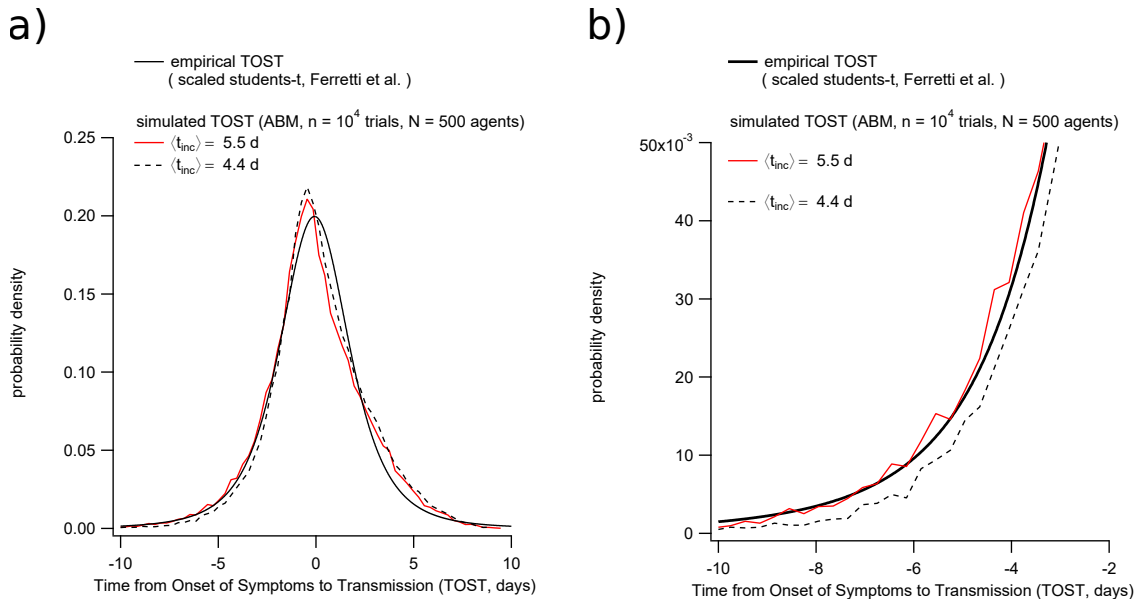 a)
empirical TOST
( scaled students-t, Ferretti et al. )
simulated TOST (ABM, n = 10⁴ trials, N = 500 agents)
⟨t_inc⟩ = 5.5 d
⟨t_inc⟩ = 4.4 d
0.25
0.20
0.15
0.10
0.05
0.00
probability density
-10
-5
0
5
10
Time from Onset of Symptoms to Transmission (TOST, days)
b)
empirical TOST
( scaled students-t, Ferretti et al. )
simulated TOST (ABM, n = 10⁴ trials, N = 500 agents)
⟨t_inc⟩ = 5.5 d
⟨t_inc⟩ = 4.4 d
50x10⁻³
40
30
20
10
0
probability density
-10
-8
-6
-4
-2
Time from Onset of Symptoms to Transmission (TOST, days)